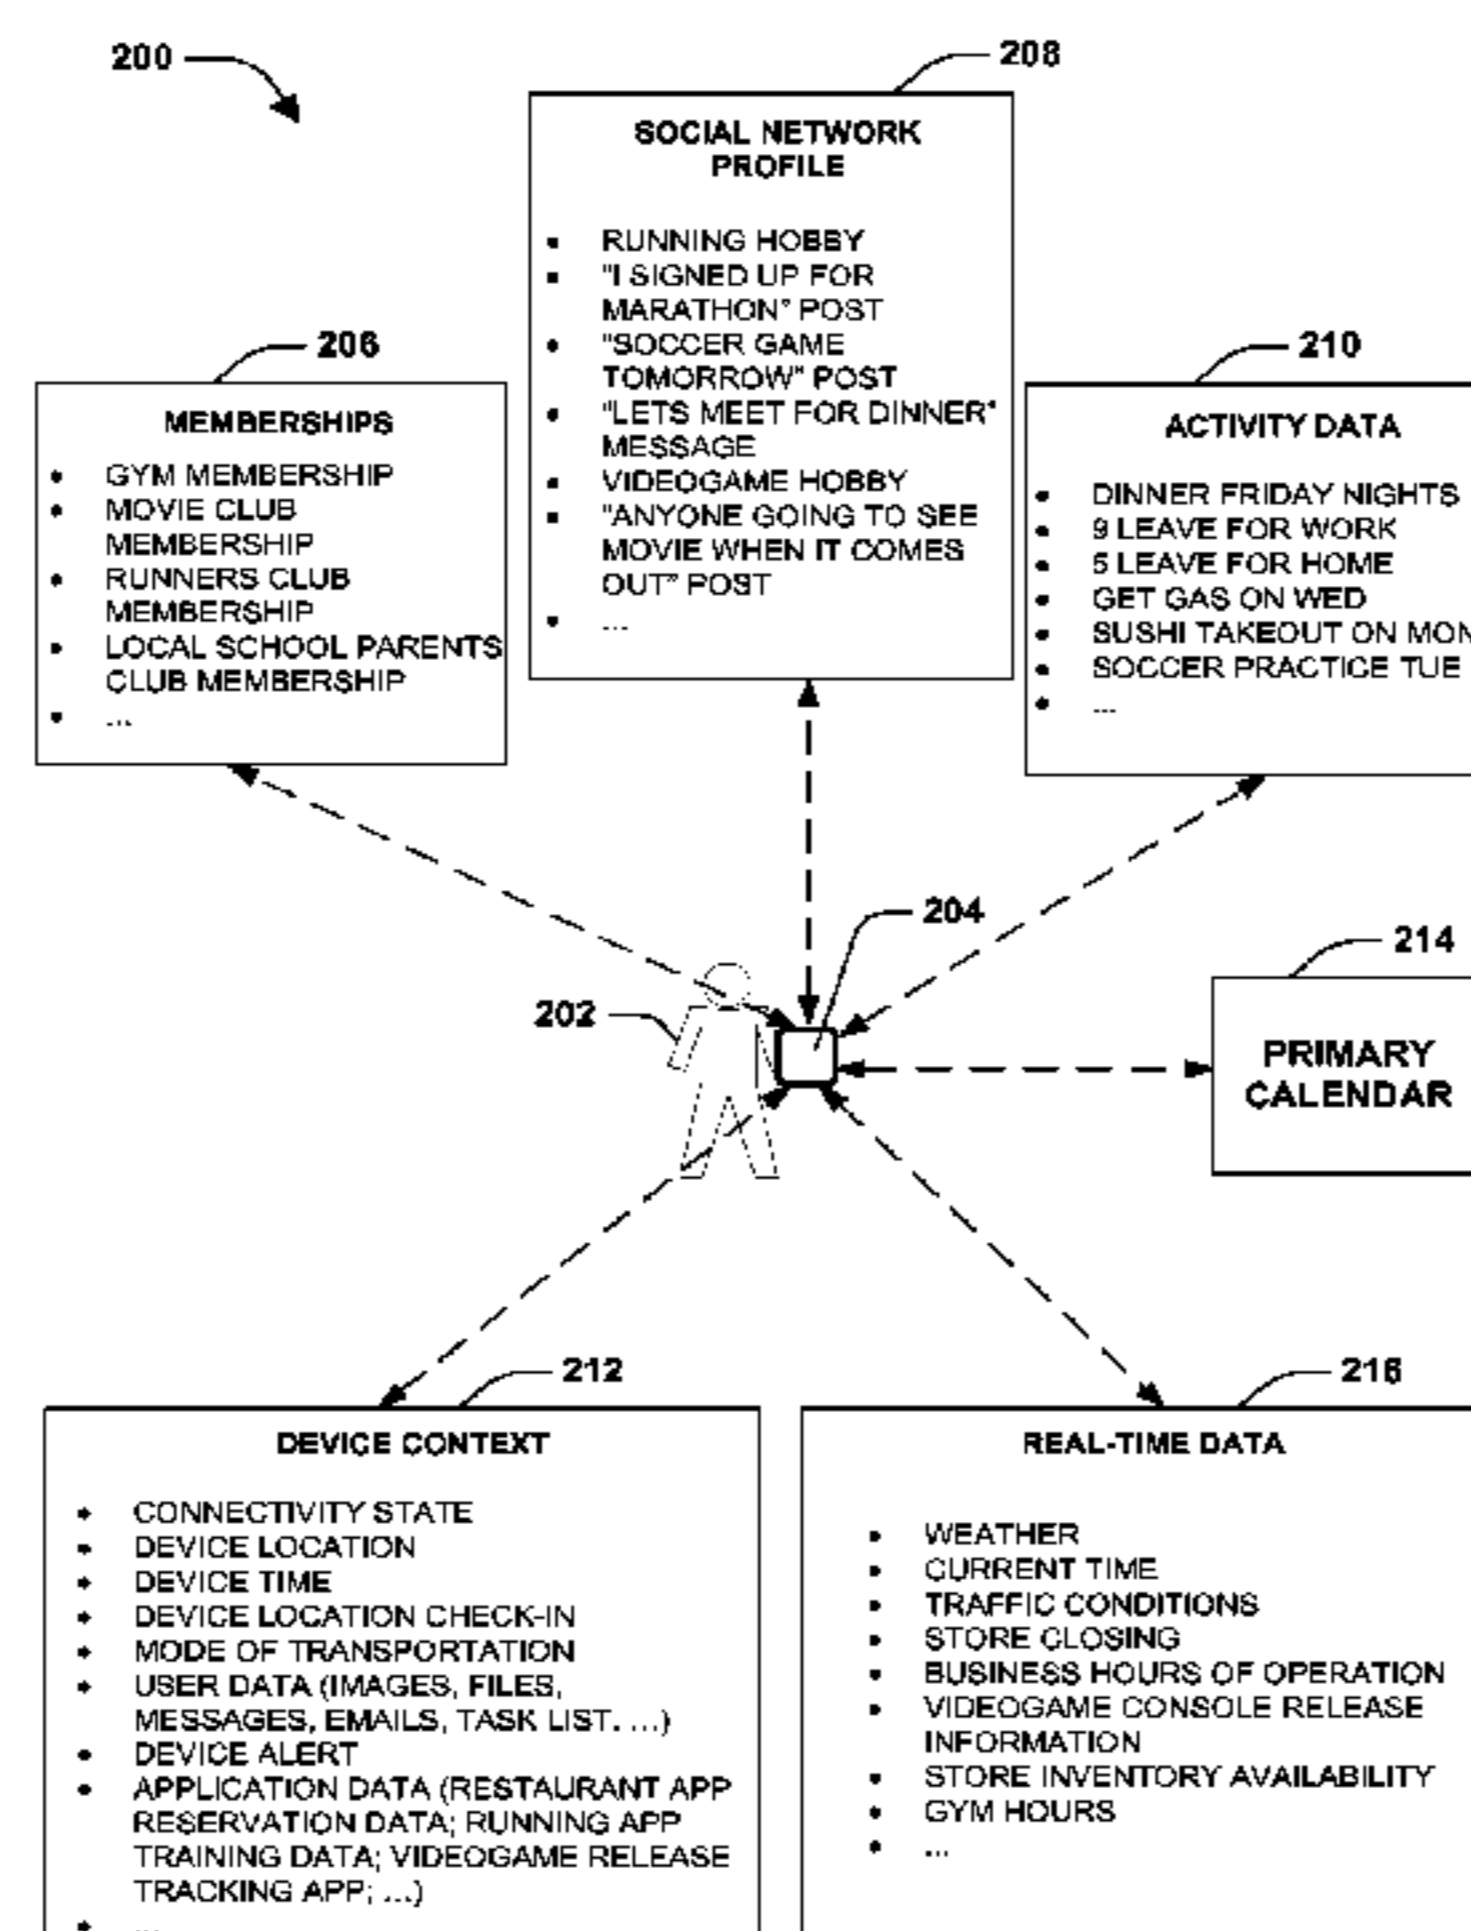 200
208
SOCIAL NETWORK
PROFILE
• RUNNING HOBBY
• "I SIGNED UP FOR
MARATHON" POST
• "SOCCER GAME
TOMORROW" POST
• "LETS MEET FOR DINNER"
MESSAGE
• VIDEOGAME HOBBY
• "ANYONE GOING TO SEE
MOVIE WHEN IT COMES
OUT" POST
• ...
206
MEMBERSHIPS
• GYM MEMBERSHIP
• MOVIE CLUB
MEMBERSHIP
• RUNNERS CLUB
MEMBERSHIP
• LOCAL SCHOOL PARENTS
CLUB MEMBERSHIP
• ...
210
ACTIVITY DATA
• DINNER FRIDAY NIGHTS
• 9 LEAVE FOR WORK
• 5 LEAVE FOR HOME
• GET GAS ON WED
• SUSHI TAKEOUT ON MON
• SOCCER PRACTICE TUE
• ...
204
202
214
PRIMARY
CALENDAR
212
DEVICE CONTEXT
• CONNECTIVITY STATE
• DEVICE LOCATION
• DEVICE TIME
• DEVICE LOCATION CHECK-IN
• MODE OF TRANSPORTATION
• USER DATA (IMAGES, FILES,
MESSAGES, EMAILS, TASK LIST. ...)
• DEVICE ALERT
• APPLICATION DATA (RESTAURANT APP
RESERVATION DATA; RUNNING APP
TRAINING DATA; VIDEOGAME RELEASE
TRACKING APP; ...)
• ...
216
REAL-TIME DATA
• WEATHER
• CURRENT TIME
• TRAFFIC CONDITIONS
• STORE CLOSING
• BUSINESS HOURS OF OPERATION
• VIDEOGAME CONSOLE RELEASE
INFORMATION
• STORE INVENTORY AVAILABILITY
• GYM HOURS
• ...